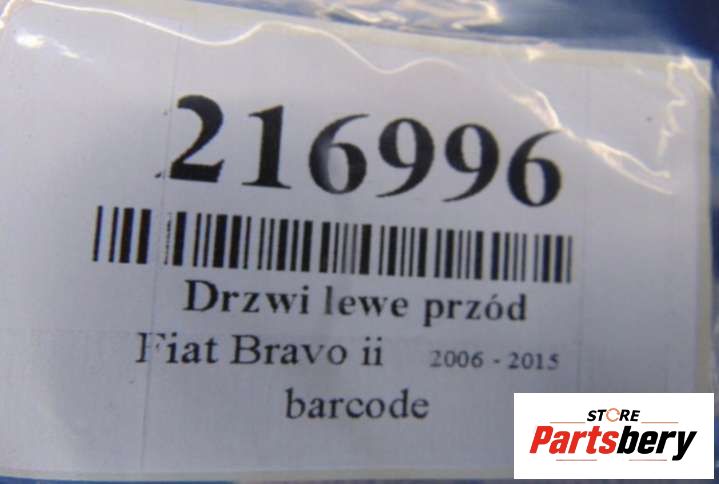 216996
Drzwi lewe przód
Fiat Bravo ii 2006 - 2015
barcode
STORE
Partsbery